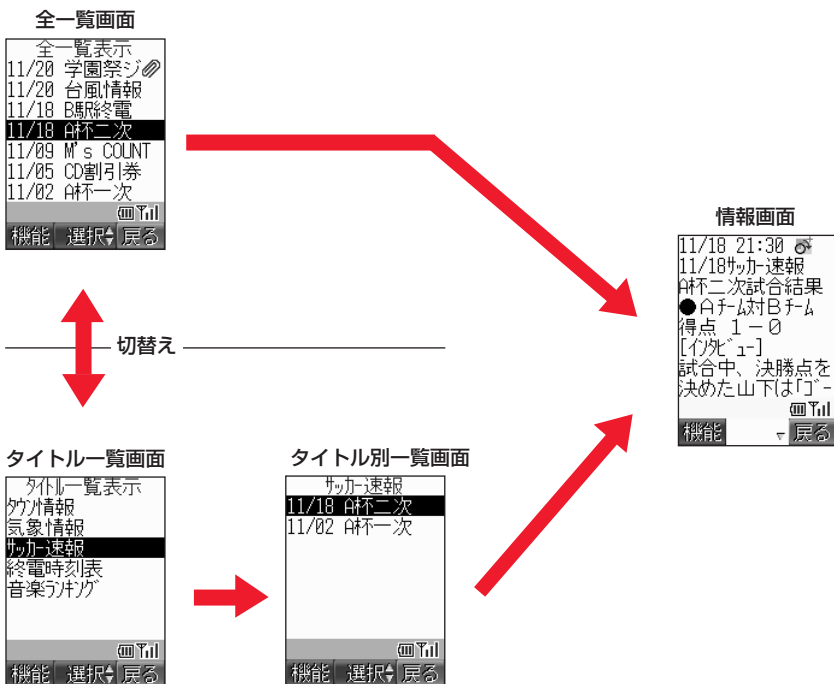 全一覧画面
全一覧表示
11/20 学園祭ジ
11/20 台風情報
11/18 B駅終電
11/18 A杯二次
11/09 M's COUNT
11/05 CD割引券
11/02 A杯一次
機能 選択 戻る
切替え
タイトル一覧画面
ﾀｲﾄﾙ一覧表示
ﾀｳﾝ情報
気象情報
ｻｯｶｰ速報
終電時刻表
音楽ﾗﾝｷﾝｸﾞ
機能 選択 戻る
タイトル別一覧画面
ｻｯｶｰ速報
11/18 A杯二次
11/02 A杯一次
機能 選択 戻る
情報画面
11/18 21:30
11/18ｻｯｶｰ速報
A杯二次試合結果
●Aﾁｰﾑ対Bﾁｰﾑ
得点 1－0
[ｲﾝﾀﾋﾞｭｰ]
試合中、決勝点を
決めた山下は｢ｺﾞｰ
機能 戻る